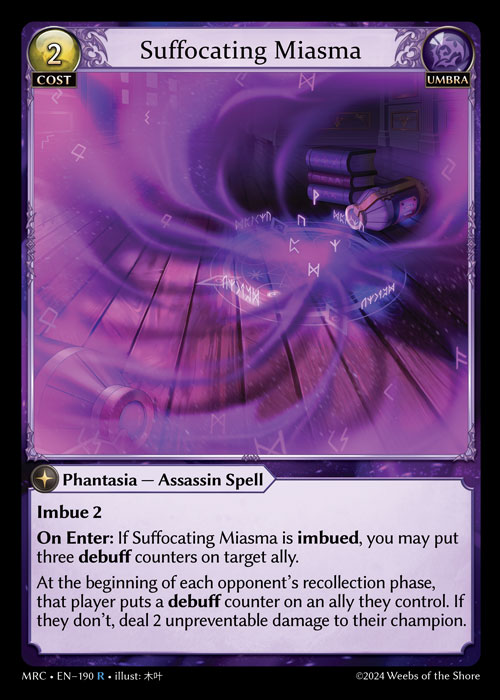 2
COST
Suffocating Miasma
UMBRA
Phantasia — Assassin Spell
Imbue 2
On Enter: If Suffocating Miasma is imbued, you may put
three debuff counters on target ally.
At the beginning of each opponent's recollection phase,
that player puts a debuff counter on an ally they control. If
they don't, deal 2 unpreventable damage to their champion.
MRC • EN-190 R • illust: 木叶
©2024 Weebs of the Shore